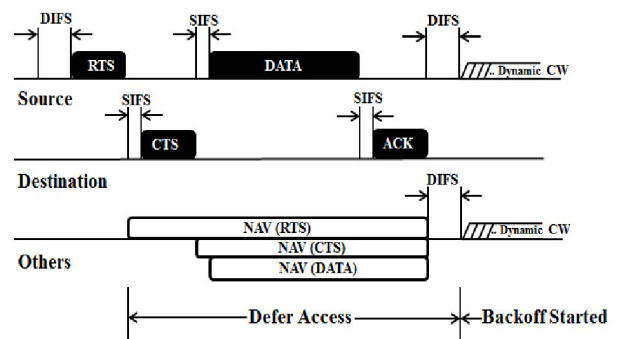 DIFS SIFS DIFS
RTS DATA .. Dynamic CW
Source
SIFS SIFS
CTS ACK
Destination DIFS
NAV (RTS) .. Dynamic CW
NAV (CTS)
Others
NAV (DATA)
Defer Access Backoff Started